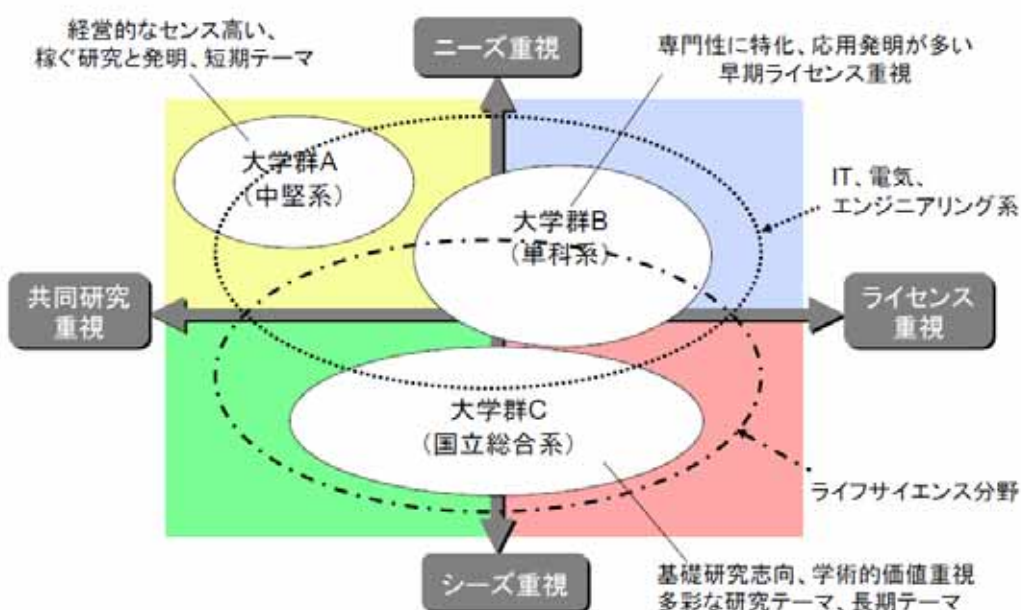 経営的なセンス高い、
稼ぐ研究と発明、短期テーマ
ニーズ重視
専門性に特化、応用発明が多い
早期ライセンス重視
大学群A
(中堅系)
大学群B
(単科系)
IT、電気、
エンジニアリング系
共同研究
重視
ライセンス
重視
大学群C
(国立総合系)
ライフサイエンス分野
シーズ重視
基礎研究志向、学術的価値重視
多彩な研究テーマ、長期テーマ